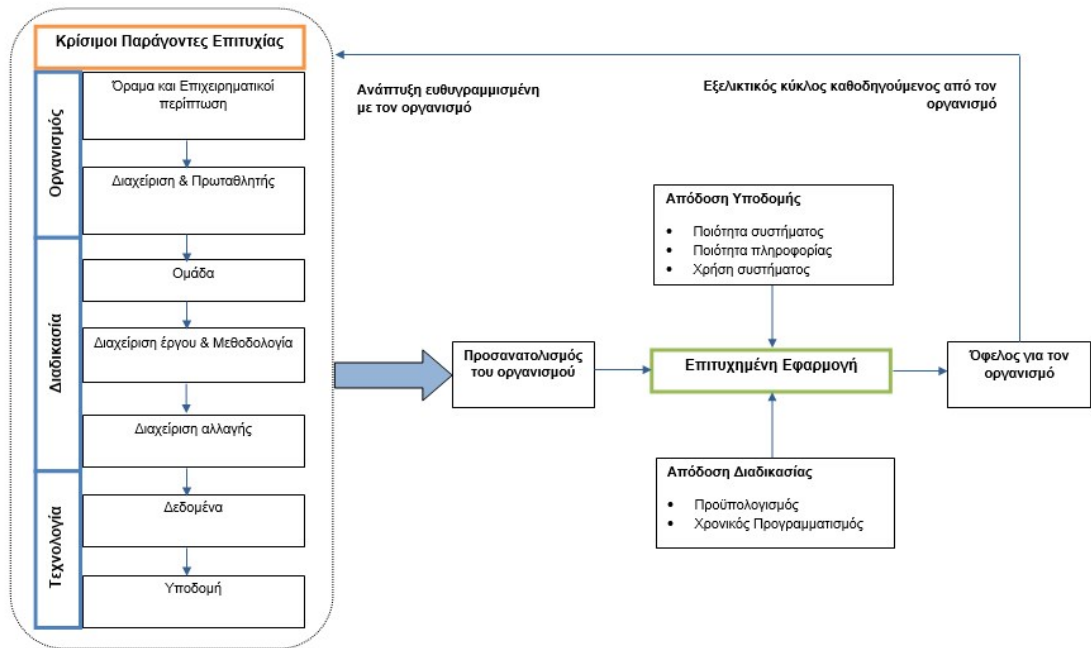 Κρίσιμοι Παράγοντες Επιτυχίας
Οργανισμός
Όραμα και Επιχειρηματικοί
περίπτωση
Διαχείριση & Πρωταθλητής
Διαδικασία
Ομάδα
Διαχείριση έργου & Μεθοδολογία
Διαχείριση αλλαγής
Τεχνολογία
Δεδομένα
Υποδομή
Ανάπτυξη ευθυγραμμισμένη
με τον οργανισμό
Εξελικτικός κύκλος καθοδηγούμενος από τον
οργανισμό
Προσανατολισμός
του οργανισμού
Απόδοση Υποδομής
• Ποιότητα συστήματος
• Ποιότητα πληροφορίας
• Χρήση συστήματος
Επιτυχημένη Εφαρμογή
Απόδοση Διαδικασίας
• Προϋπολογισμός
• Χρονικός Προγραμματισμός
Όφελος για τον
οργανισμό